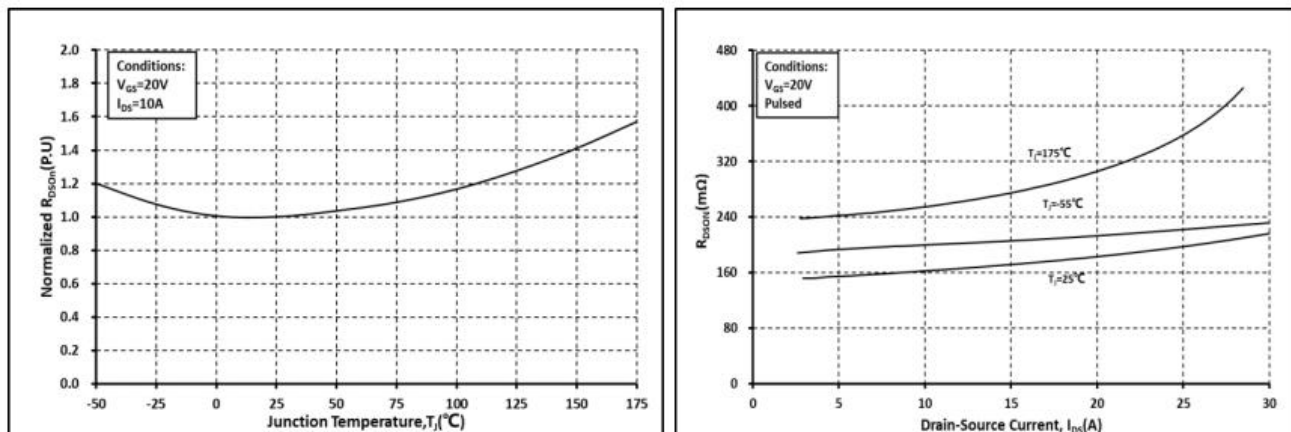 2.0
1.8
1.6
1.4
1.2
1.0
0.8
0.6
0.4
0.2
0.0
Normalized RDSOn(P.U)
Conditions:
VGS=20V
IDS=10A
-50 -25 0 25 50 75 100 125 150 175
Junction Temperature,TJ(℃)
480
400
320
240
160
80
0
RDSON(mΩ)
Conditions:
VGS=20V
Pulsed
TJ=175℃
TJ=-55℃
TJ=25℃
0 5 10 15 20 25 30
Drain-Source Current, IDS(A)